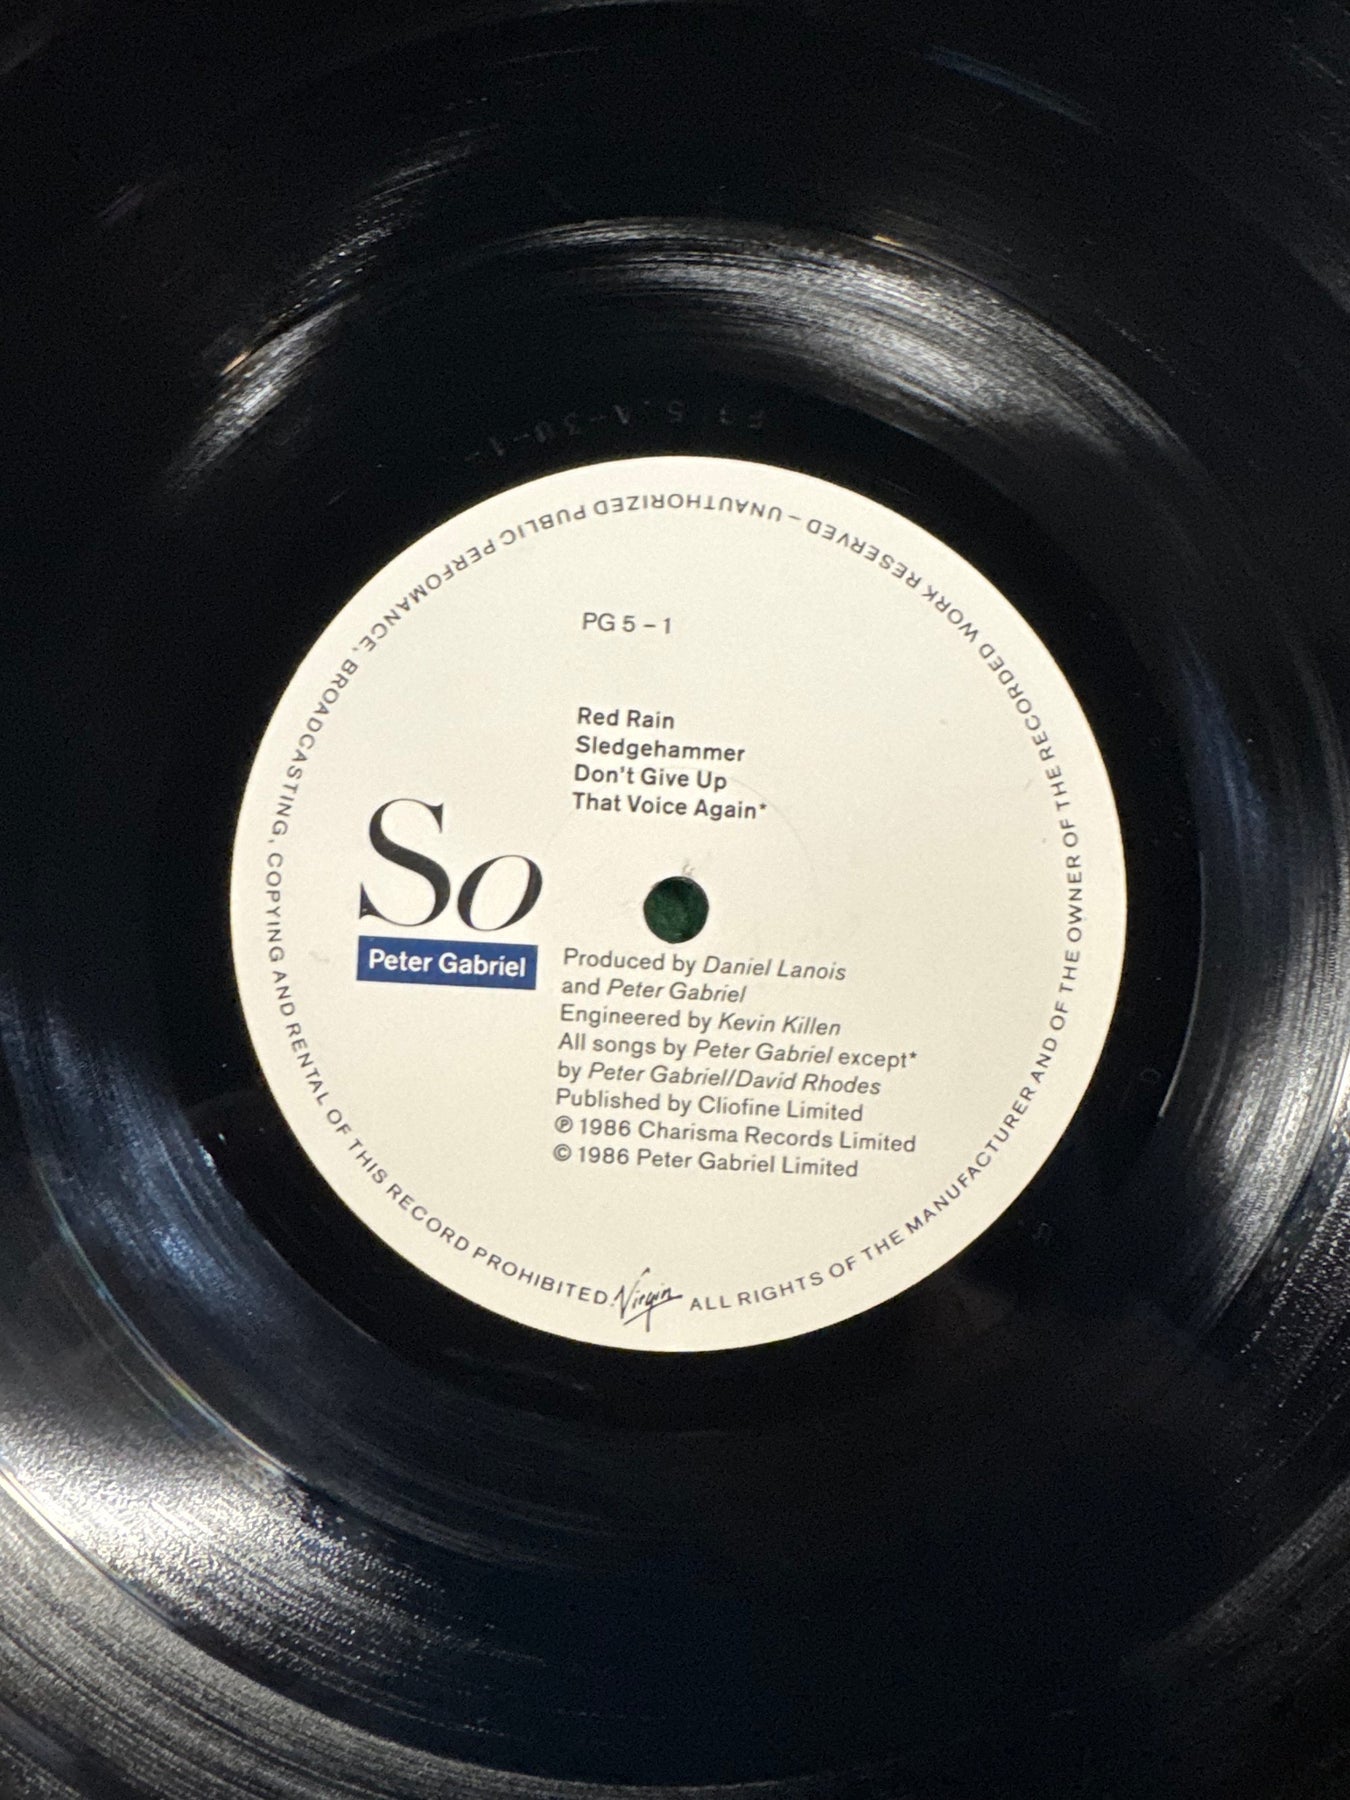 PG 5 – 1
Red Rain
Sledgehammer
Don't Give Up
That Voice Again*
So
Peter Gabriel
Produced by Daniel Lanois
and Peter Gabriel
Engineered by Kevin Killen
All songs by Peter Gabriel except*
by Peter Gabriel/David Rhodes
Published by Cliofine Limited
℗ 1986 Charisma Records Limited
© 1986 Peter Gabriel Limited
ALL RIGHTS OF THE MANUFACTURER AND OF THE OWNER OF THE RECORDED WORK RESERVED – UNAUTHORIZED PUBLIC PERFOMANCE, BROADCASTING, COPYING AND RENTAL OF THIS RECORD PROHIBITED.
Virgin